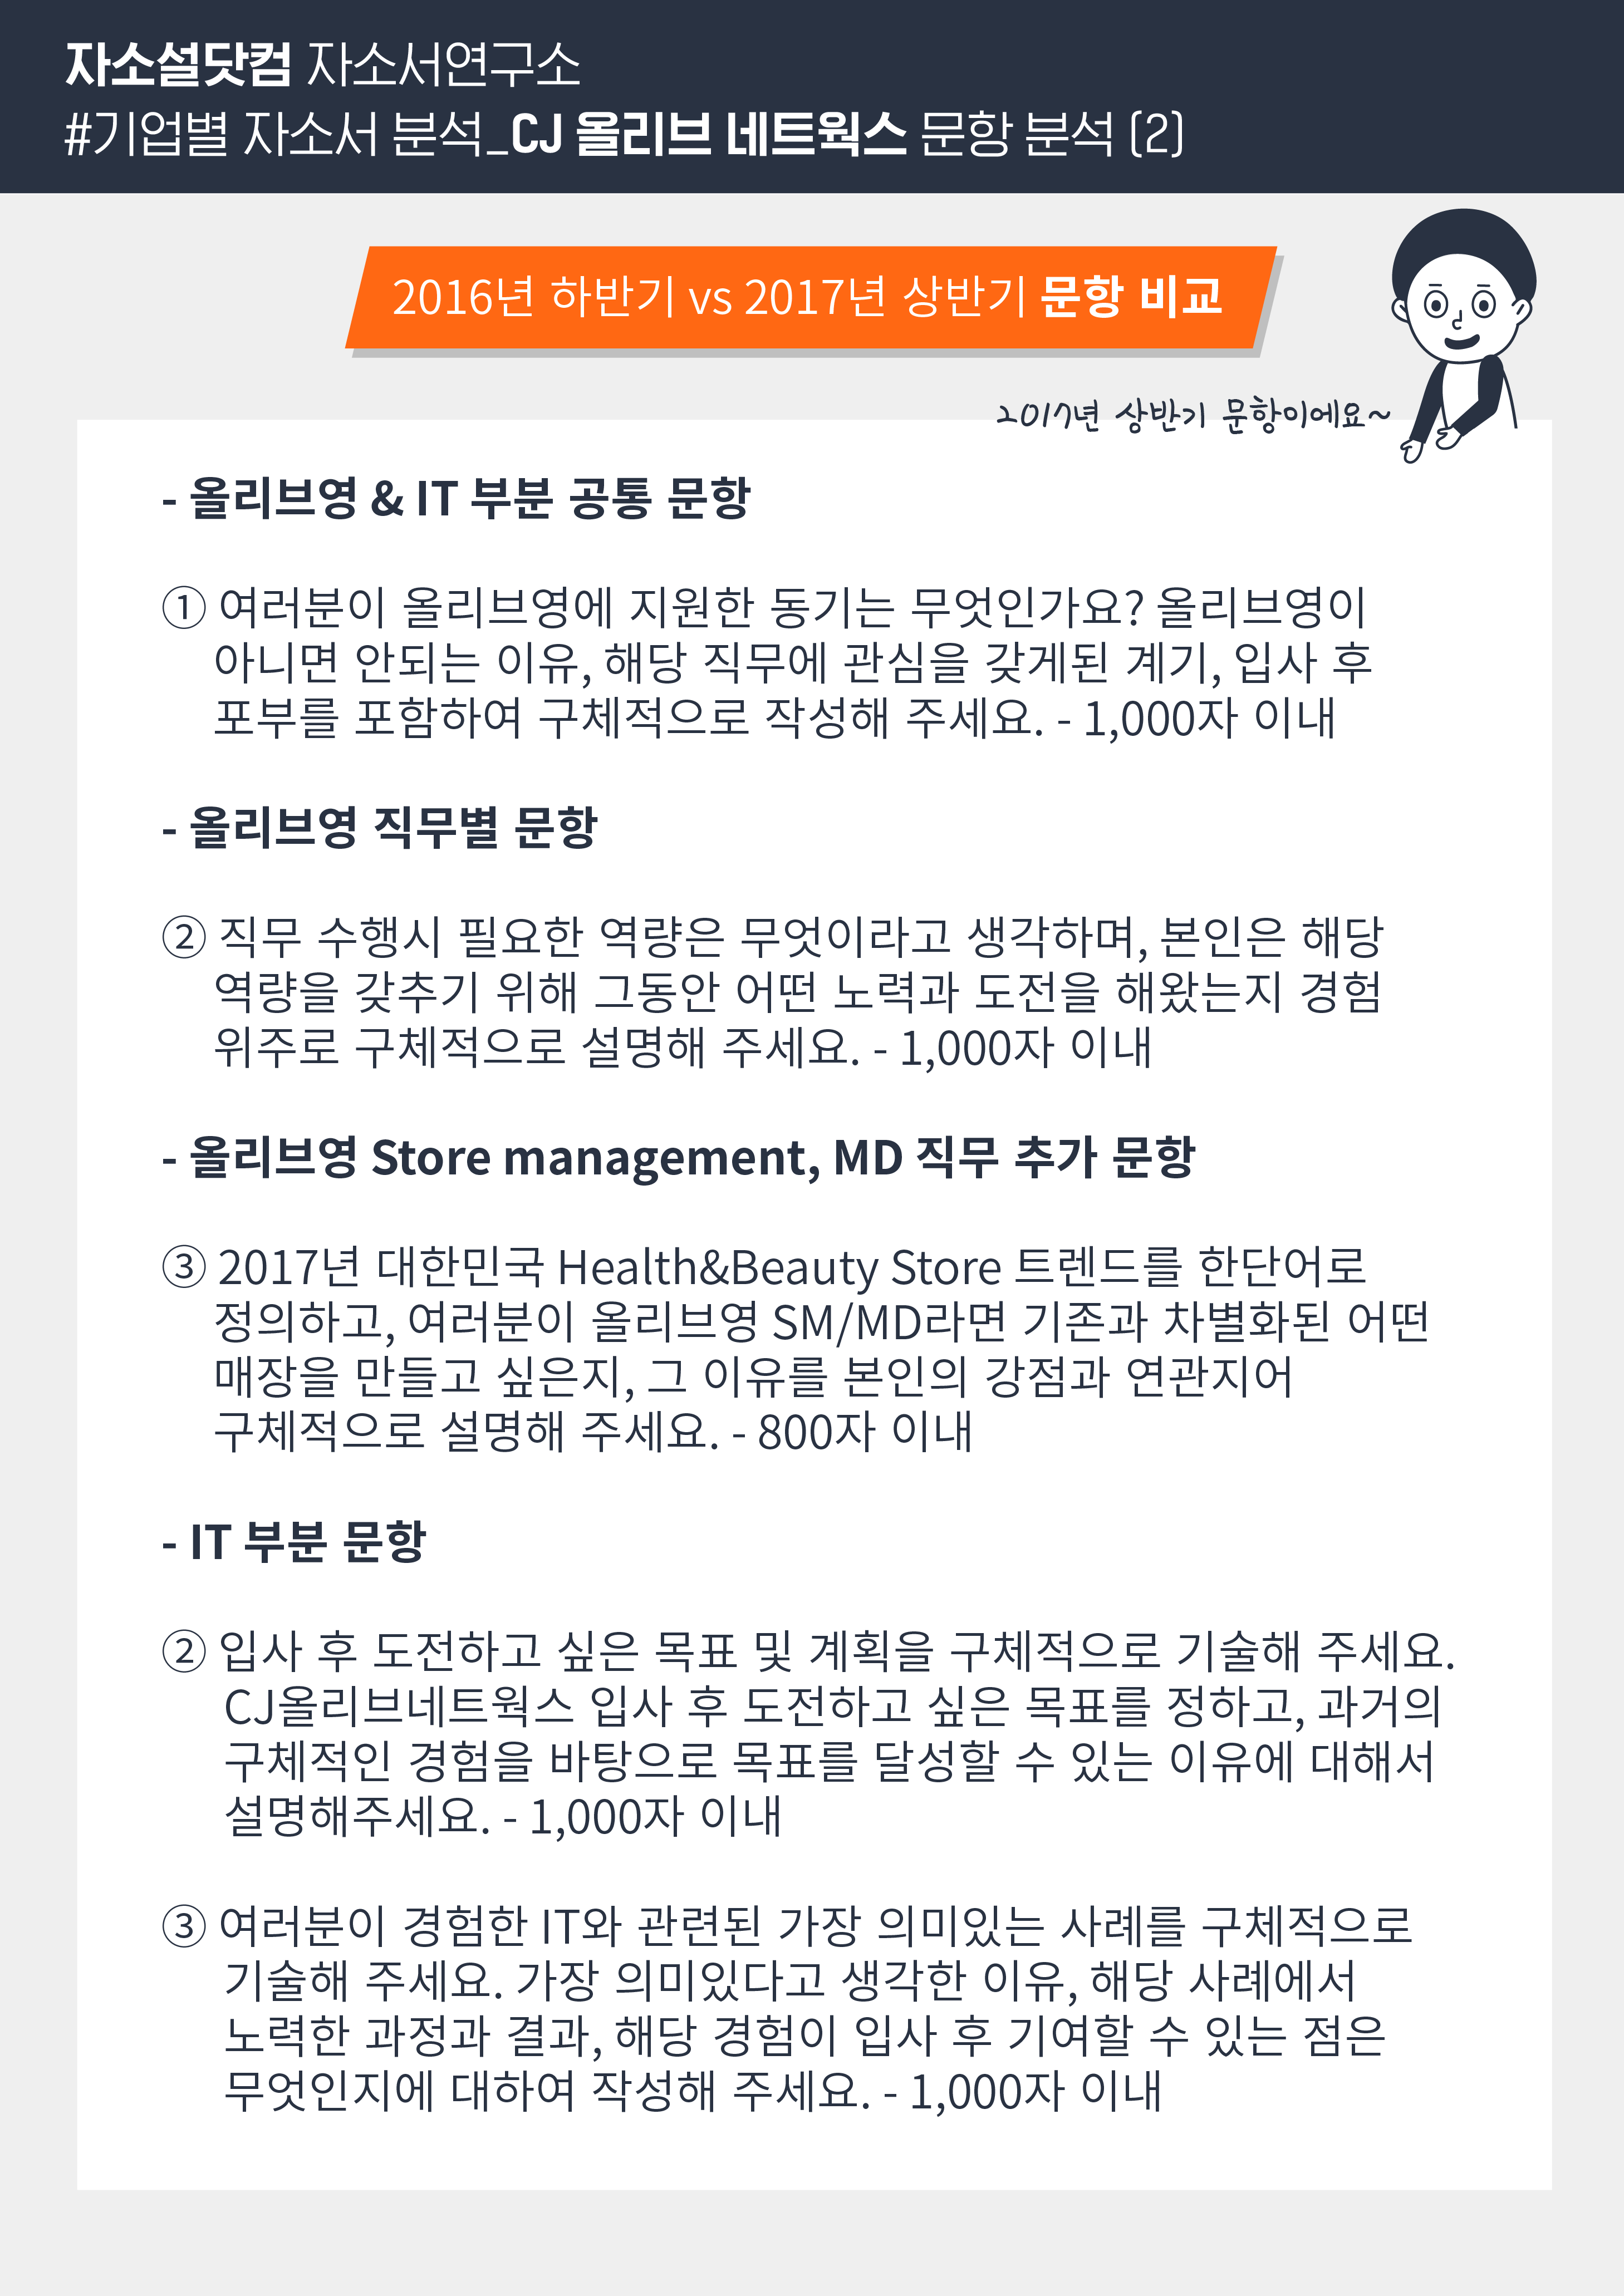 자소설닷컴 자소서연구소
#기업별 자소서 분석_CJ 올리브 네트웍스 문항 분석 (2)
2016년 하반기 vs 2017년 상반기 문항 비교
2017년 상반기 문항이에요~
- 올리브영 & IT 부분 공통 문항
① 여러분이 올리브영에 지원한 동기는 무엇인가요? 올리브영이
아니면 안되는 이유, 해당 직무에 관심을 갖게된 계기, 입사 후
포부를 포함하여 구체적으로 작성해 주세요. - 1,000자 이내
- 올리브영 직무별 문항
② 직무 수행시 필요한 역량은 무엇이라고 생각하며, 본인은 해당
역량을 갖추기 위해 그동안 어떤 노력과 도전을 해왔는지 경험
위주로 구체적으로 설명해 주세요. - 1,000자 이내
- 올리브영 Store management, MD 직무 추가 문항
③ 2017년 대한민국 Health&Beauty Store 트렌드를 한단어로
정의하고, 여러분이 올리브영 SM/MD라면 기존과 차별화된 어떤
매장을 만들고 싶은지, 그 이유를 본인의 강점과 연관지어
구체적으로 설명해 주세요. - 800자 이내
- IT 부분 문항
② 입사 후 도전하고 싶은 목표 및 계획을 구체적으로 기술해 주세요.
CJ올리브네트웍스 입사 후 도전하고 싶은 목표를 정하고, 과거의
구체적인 경험을 바탕으로 목표를 달성할 수 있는 이유에 대해서
설명해주세요. - 1,000자 이내
③ 여러분이 경험한 IT와 관련된 가장 의미있는 사례를 구체적으로
기술해 주세요. 가장 의미있다고 생각한 이유, 해당 사례에서
노력한 과정과 결과, 해당 경험이 입사 후 기여할 수 있는 점은
무엇인지에 대하여 작성해 주세요. - 1,000자 이내